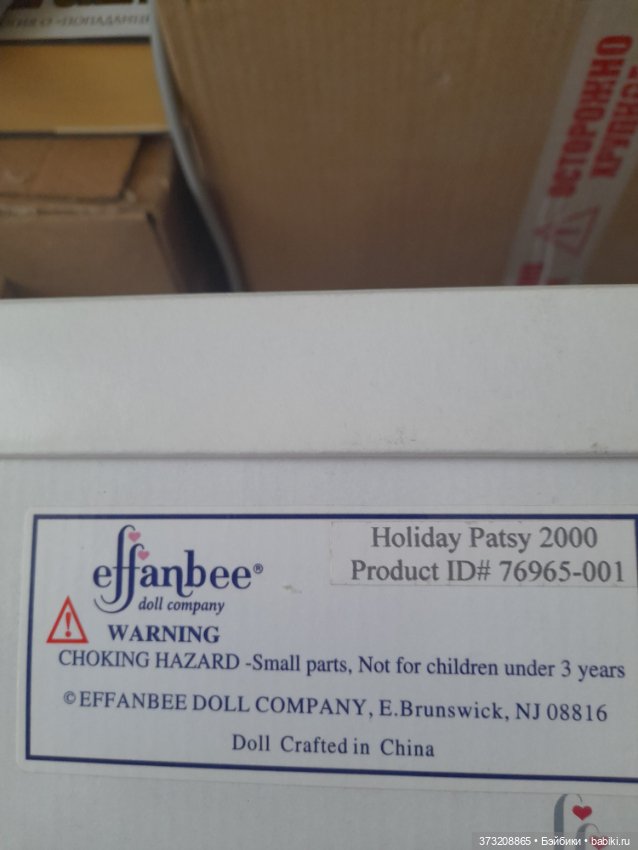 ОСТОРОЖНО
effanbee®
doll company
Holiday Patsy 2000
Product ID# 76965-001
WARNING
CHOKING HAZARD -Small parts, Not for children under 3 years
©EFFANBEE DOLL COMPANY, E.Brunswick, NJ 08816
Doll Crafted in China
373208865 • Бэйбики • babiki.ru